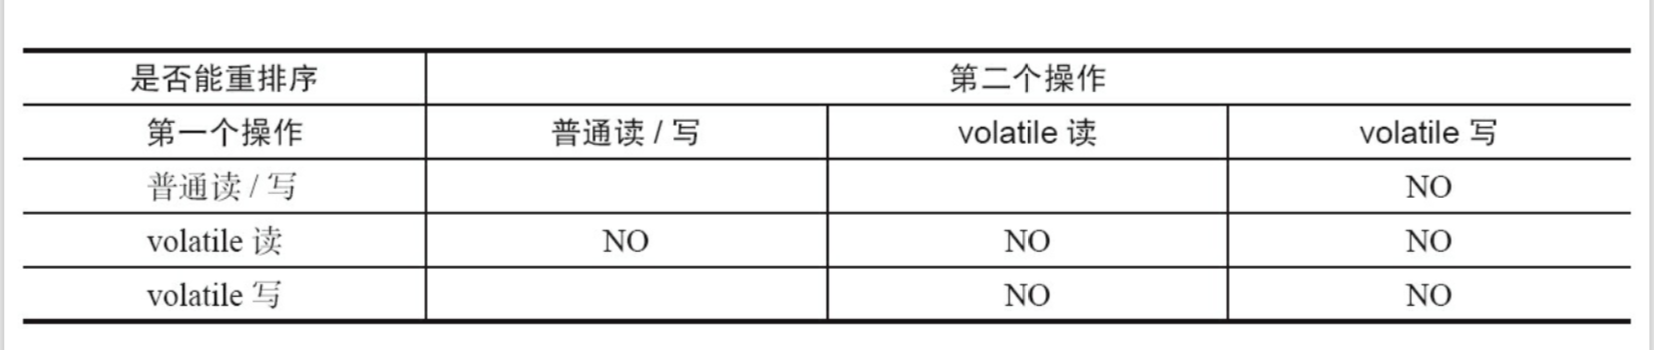 是否能重排序 第二个操作
第一个操作 普通读 / 写 volatile 读 volatile 写
普通读 / 写 NO
volatile 读 NO NO NO
volatile 写 NO NO